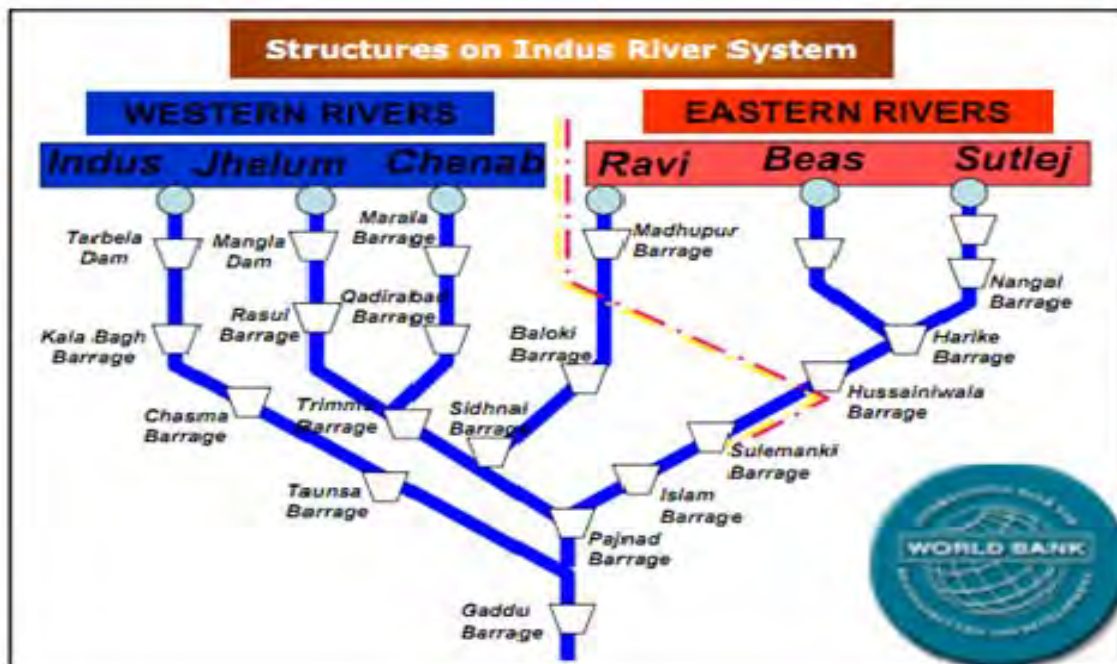 Structures on Indus River System
WESTERN RIVERS
EASTERN RIVERS
Indus Jhelum Chenab
Ravi Beas Sutlej
Tarbela
Dam
Mangla
Dam
Marala
Barrage
Madhupur
Barrage
Nangal
Barrage
Kala Bagh
Barrage
Rasul
Barrage
Qadirabad
Barrage
Baloki
Barrage
Harike
Barrage
Chasma
Barrage
Trimmu
Barrage
Sidhnai
Barrage
Hussainiwala
Barrage
Taunsa
Barrage
Islam
Barrage
Sulemanki
Barrage
Pajnad
Barrage
Gaddu
Barrage
WORLD BANK